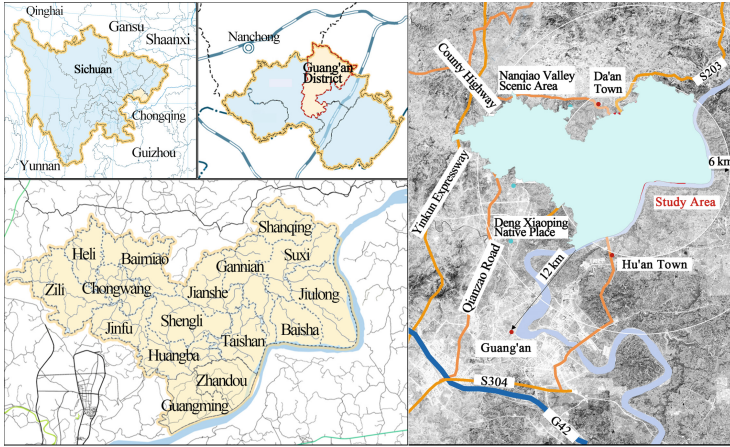 Qinghai
Gansu
Shaanxi
Sichuan
Chongqing
Guizhou
Yunnan
Nanchong
Guang'an
District
Shanqing
Heli
Baimiao
Suxi
Gannian
Zili
Chongwang
Jianshe
Jiulong
Jinfu
Shengli
Baisha
Taishan
Huangba
Zhandou
Guangming
County Highway
Nanqiao Valley
Scenic Area
Da'an
Town
S203
6 km
Yinkun Expressway
Study Area
Deng Xiaoping
Native Place
12 km
Hu'an Town
Qianzao Road
Guang'an
S304
G42